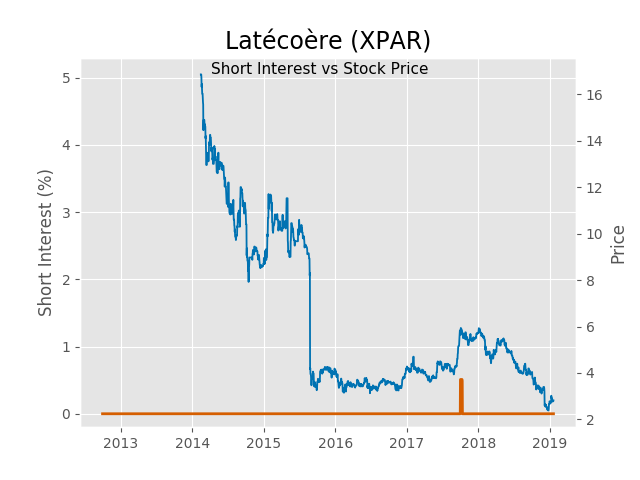 Latécoère (XPAR)
Short Interest vs Stock Price
Short Interest (%)
5
4
3
2
1
0
16
14
12
10
8
6
4
2
Price
2013 2014 2015 2016 2017 2018 2019